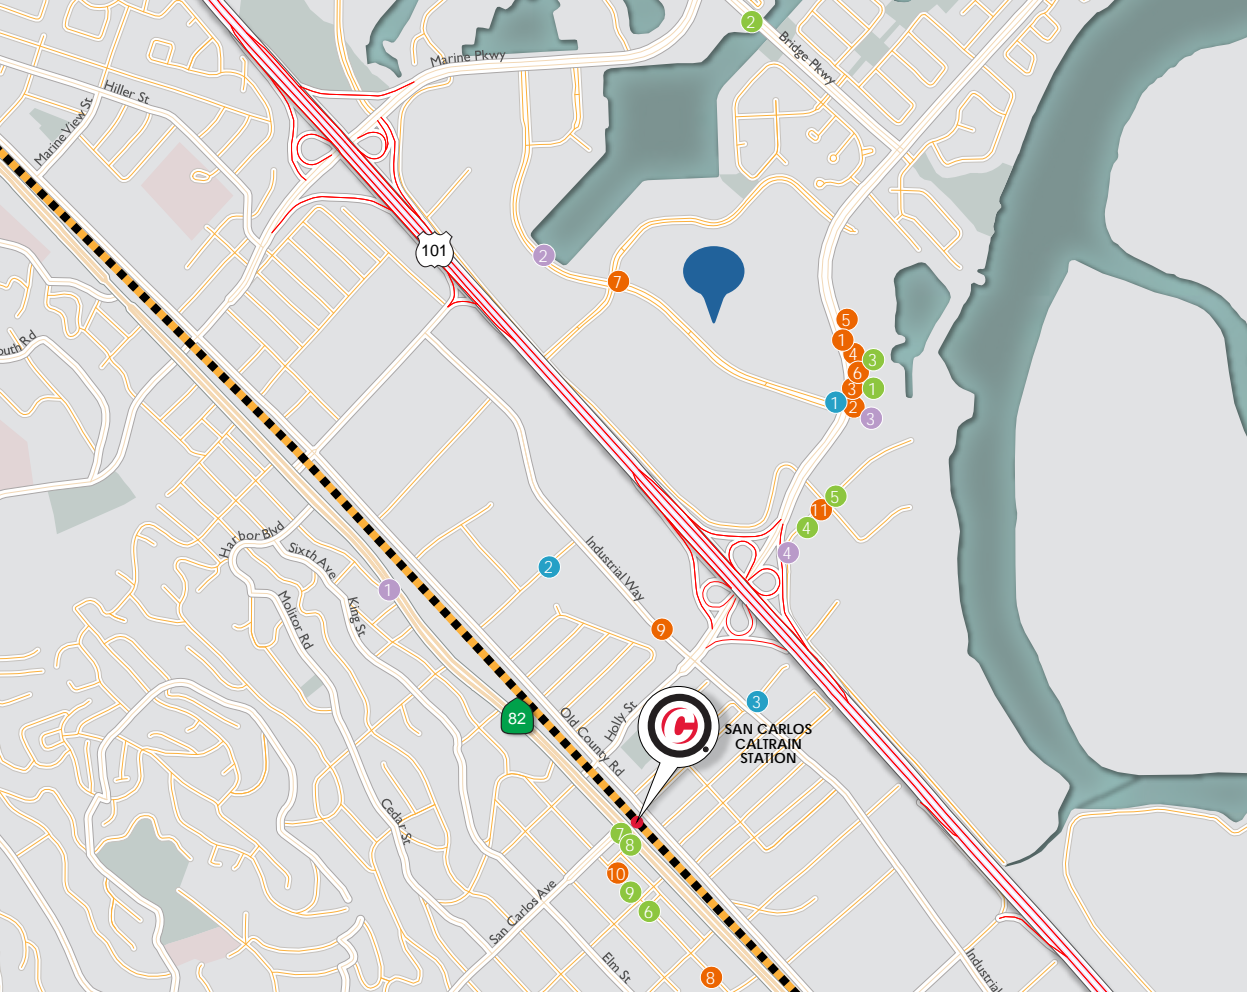 2
Bridge Pkwy
Marine Pkwy
Hiller St
Marine View St
101
2
7
5
1
4
3
6
3
1
1
2
3
5
11
4
4
Harbor Blvd
Sixth Ave
1
2
Industrial Way
Molitor Rd
King St
9
3
82
Old County Rd
Holly St
C
SAN CARLOS
CALTRAIN
STATION
Cedar St
7
8
10
9
6
San Carlos Ave
Elm St
8
Industrial
outh Rd